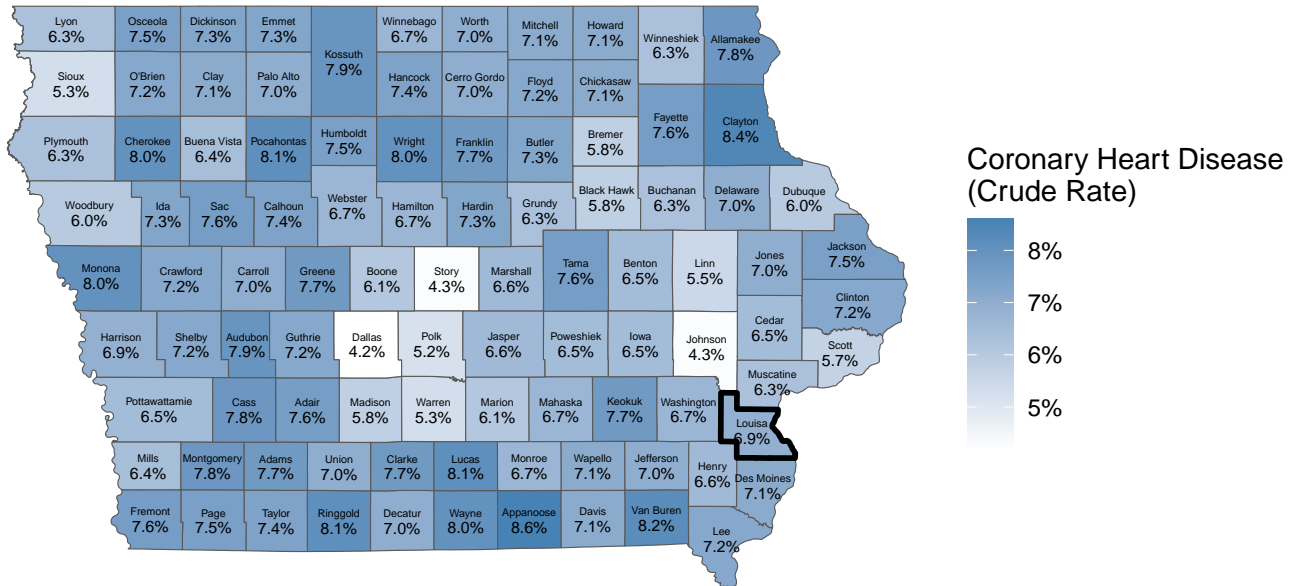 Lyon
6.3%
Osceola
7.5%
Dickinson
7.3%
Emmet
7.3%
Kossuth
7.9%
Winnebago
6.7%
Worth
7.0%
Mitchell
7.1%
Howard
7.1%
Winneshiek
6.3%
Allamakee
7.8%
Sioux
5.3%
O'Brien
7.2%
Clay
7.1%
Palo Alto
7.0%
Hancock
7.4%
Cerro Gordo
7.0%
Floyd
7.2%
Chickasaw
7.1%
Fayette
7.6%
Clayton
8.4%
Plymouth
6.3%
Cherokee
8.0%
Buena Vista
6.4%
Pocahontas
8.1%
Humboldt
7.5%
Wright
8.0%
Franklin
7.7%
Butler
7.3%
Bremer
5.8%
Woodbury
6.0%
Ida
7.3%
Sac
7.6%
Calhoun
7.4%
Webster
6.7%
Hamilton
6.7%
Hardin
7.3%
Grundy
6.3%
Black Hawk
5.8%
Buchanan
6.3%
Delaware
7.0%
Dubuque
6.0%
Monona
8.0%
Crawford
7.2%
Carroll
7.0%
Greene
7.7%
Boone
6.1%
Story
4.3%
Marshall
6.6%
Tama
7.6%
Benton
6.5%
Linn
5.5%
Jones
7.0%
Jackson
7.5%
Clinton
7.2%
Harrison
6.9%
Shelby
7.2%
Audubon
7.9%
Guthrie
7.2%
Dallas
4.2%
Polk
5.2%
Jasper
6.6%
Poweshiek
6.5%
Iowa
6.5%
Johnson
4.3%
Cedar
6.5%
Scott
5.7%
Muscatine
6.3%
Pottawattamie
6.5%
Cass
7.8%
Adair
7.6%
Madison
5.8%
Warren
5.3%
Marion
6.1%
Mahaska
6.7%
Keokuk
7.7%
Washington
6.7%
Louisa
6.9%
Mills
6.4%
Montgomery
7.8%
Adams
7.7%
Union
7.0%
Clarke
7.7%
Lucas
8.1%
Monroe
6.7%
Wapello
7.1%
Jefferson
7.0%
Henry
6.6%
Des Moines
7.1%
Fremont
7.6%
Page
7.5%
Taylor
7.4%
Ringgold
8.1%
Decatur
7.0%
Wayne
8.0%
Appanoose
8.6%
Davis
7.1%
Van Buren
8.2%
Lee
7.2%
Coronary Heart Disease
(Crude Rate)
8%
7%
6%
5%